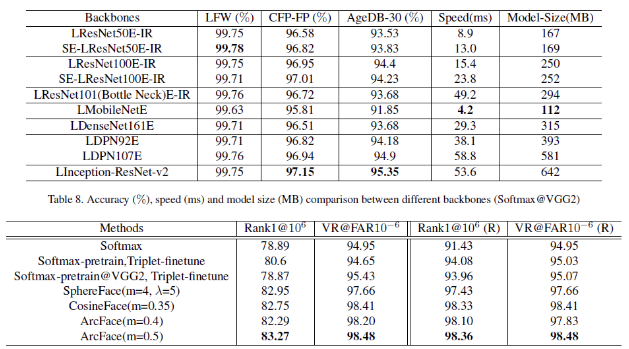 Backbones LFW (%) CFP-FP (%) AgeDB-30 (%) Speed(ms) Model-Size(MB)
LResNet50E-IR 99.75 96.58 93.53 8.9 167
SE-LResNet50E-IR 99.78 96.82 93.83 13.0 169
LResNet100E-IR 99.75 96.95 94.4 15.4 250
SE-LResNet100E-IR 99.71 97.01 94.23 23.8 252
LResNet101(Bottle Neck)E-IR 99.76 96.72 93.68 49.2 294
LMobileNetE 99.63 95.81 91.85 4.2 112
LDenseNet161E 99.71 96.51 93.68 29.3 315
LDPN92E 99.71 96.82 94.18 38.1 393
LDPN107E 99.76 96.94 94.9 58.8 581
LInception-ResNet-v2 99.75 97.15 95.35 53.6 642
Table 8. Accuracy (%), speed (ms) and model size (MB) comparison between different backbones (Softmax@VGG2)
Methods Rank1@10⁶ VR@FAR10⁻⁶ Rank1@10⁶ (R) VR@FAR10⁻⁶ (R)
Softmax 78.89 94.95 91.43 94.95
Softmax-pretrain,Triplet-finetune 80.6 94.65 94.08 95.03
Softmax-pretrain@VGG2, Triplet-finetune 78.87 95.43 93.96 95.07
SphereFace(m=4, λ=5) 82.95 97.66 97.43 97.66
CosineFace(m=0.35) 82.75 98.41 98.33 98.41
ArcFace(m=0.4) 82.29 98.20 98.10 97.83
ArcFace(m=0.5) 83.27 98.48 98.36 98.48